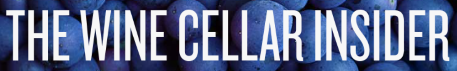 THE WINE CELLAR INSIDER